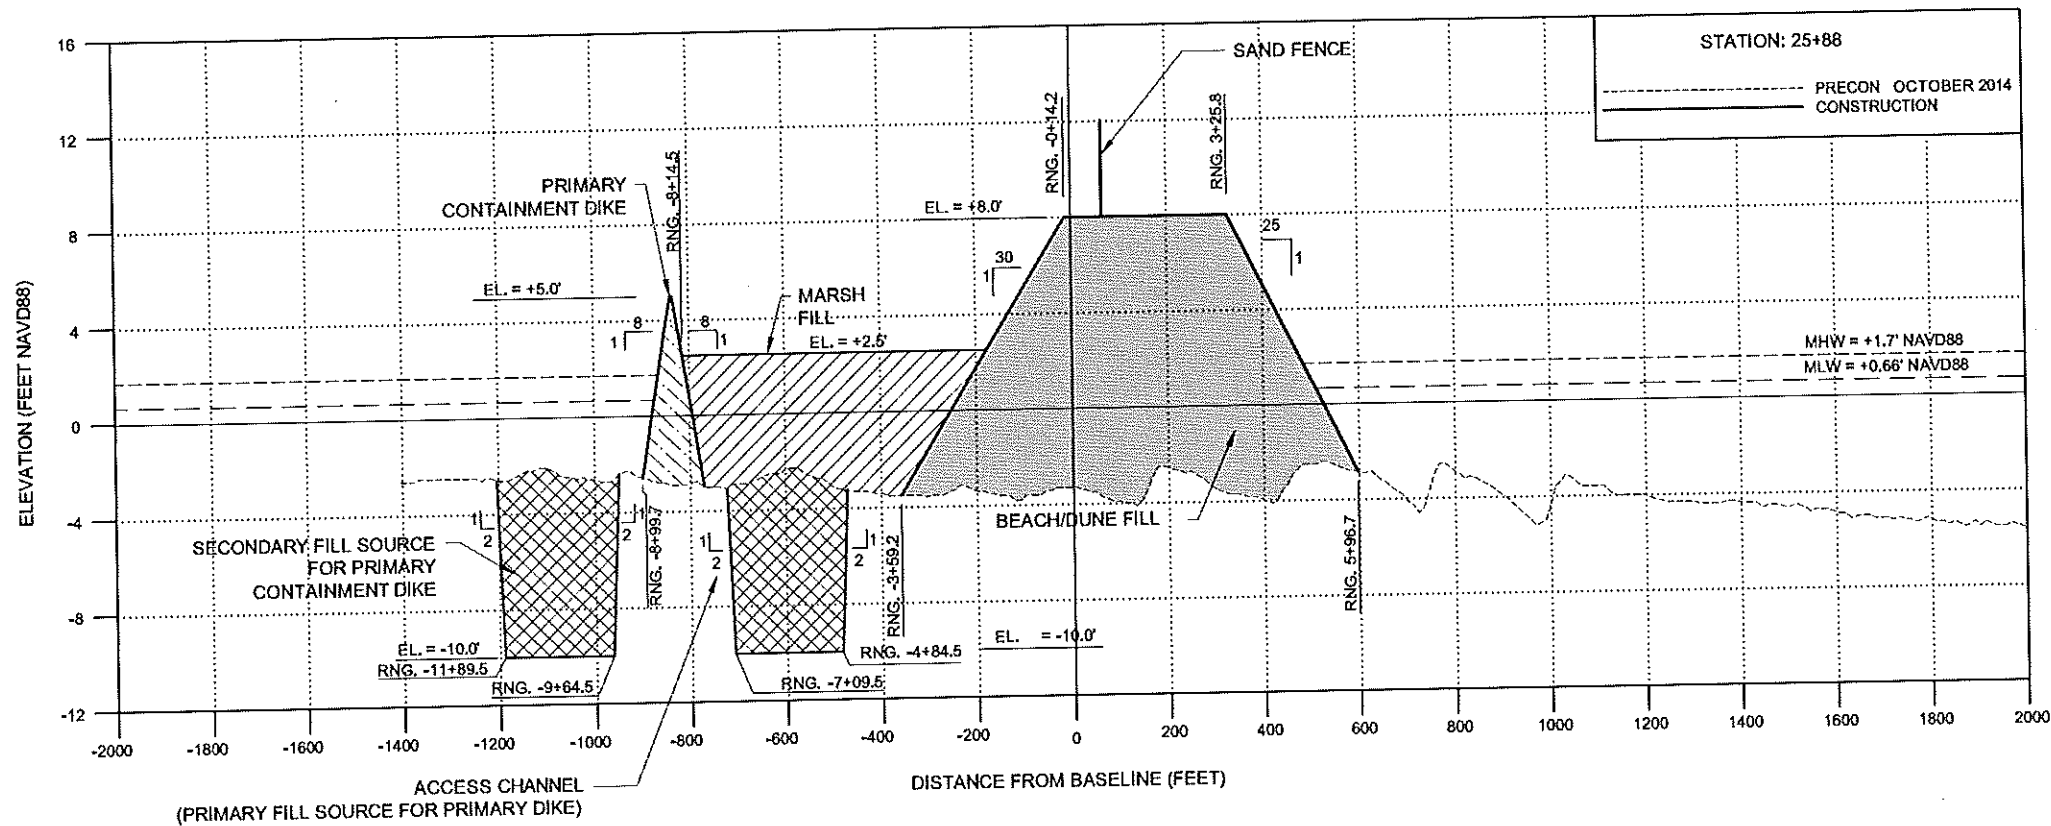 STATION: 25+88
PRECON OCTOBER 2014
CONSTRUCTION
SAND FENCE
RNG. -0+14.2
RNG. 3+25.8
RNG. -8+14.5
PRIMARY
CONTAINMENT DIKE
EL. = +8.0'
25
1
30
1
EL. = +5.0'
MARSH
FILL
EL. = +2.5'
8
1
8
1
MHW = +1.7' NAVD88
MLW = +0.66' NAVD88
ELEVATION (FEET NAVD88)
16
12
8
4
0
-4
-8
-12
BEACH/DUNE FILL
1
2
1
2
1
2
1
2
SECONDARY FILL SOURCE
FOR PRIMARY
CONTAINMENT DIKE
RNG. -8+99.7
RNG. -3+59.2
RNG. 5+96.7
EL. = -10.0'
RNG. -11+89.5
RNG. -9+64.5
RNG. -7+09.5
RNG. -4+84.5
EL. = -10.0'
-2000
-1800
-1600
-1400
-1200
-1000
-800
-600
-400
-200
0
200
400
600
800
1000
1200
1400
1600
1800
2000
DISTANCE FROM BASELINE (FEET)
ACCESS CHANNEL
(PRIMARY FILL SOURCE FOR PRIMARY DIKE)